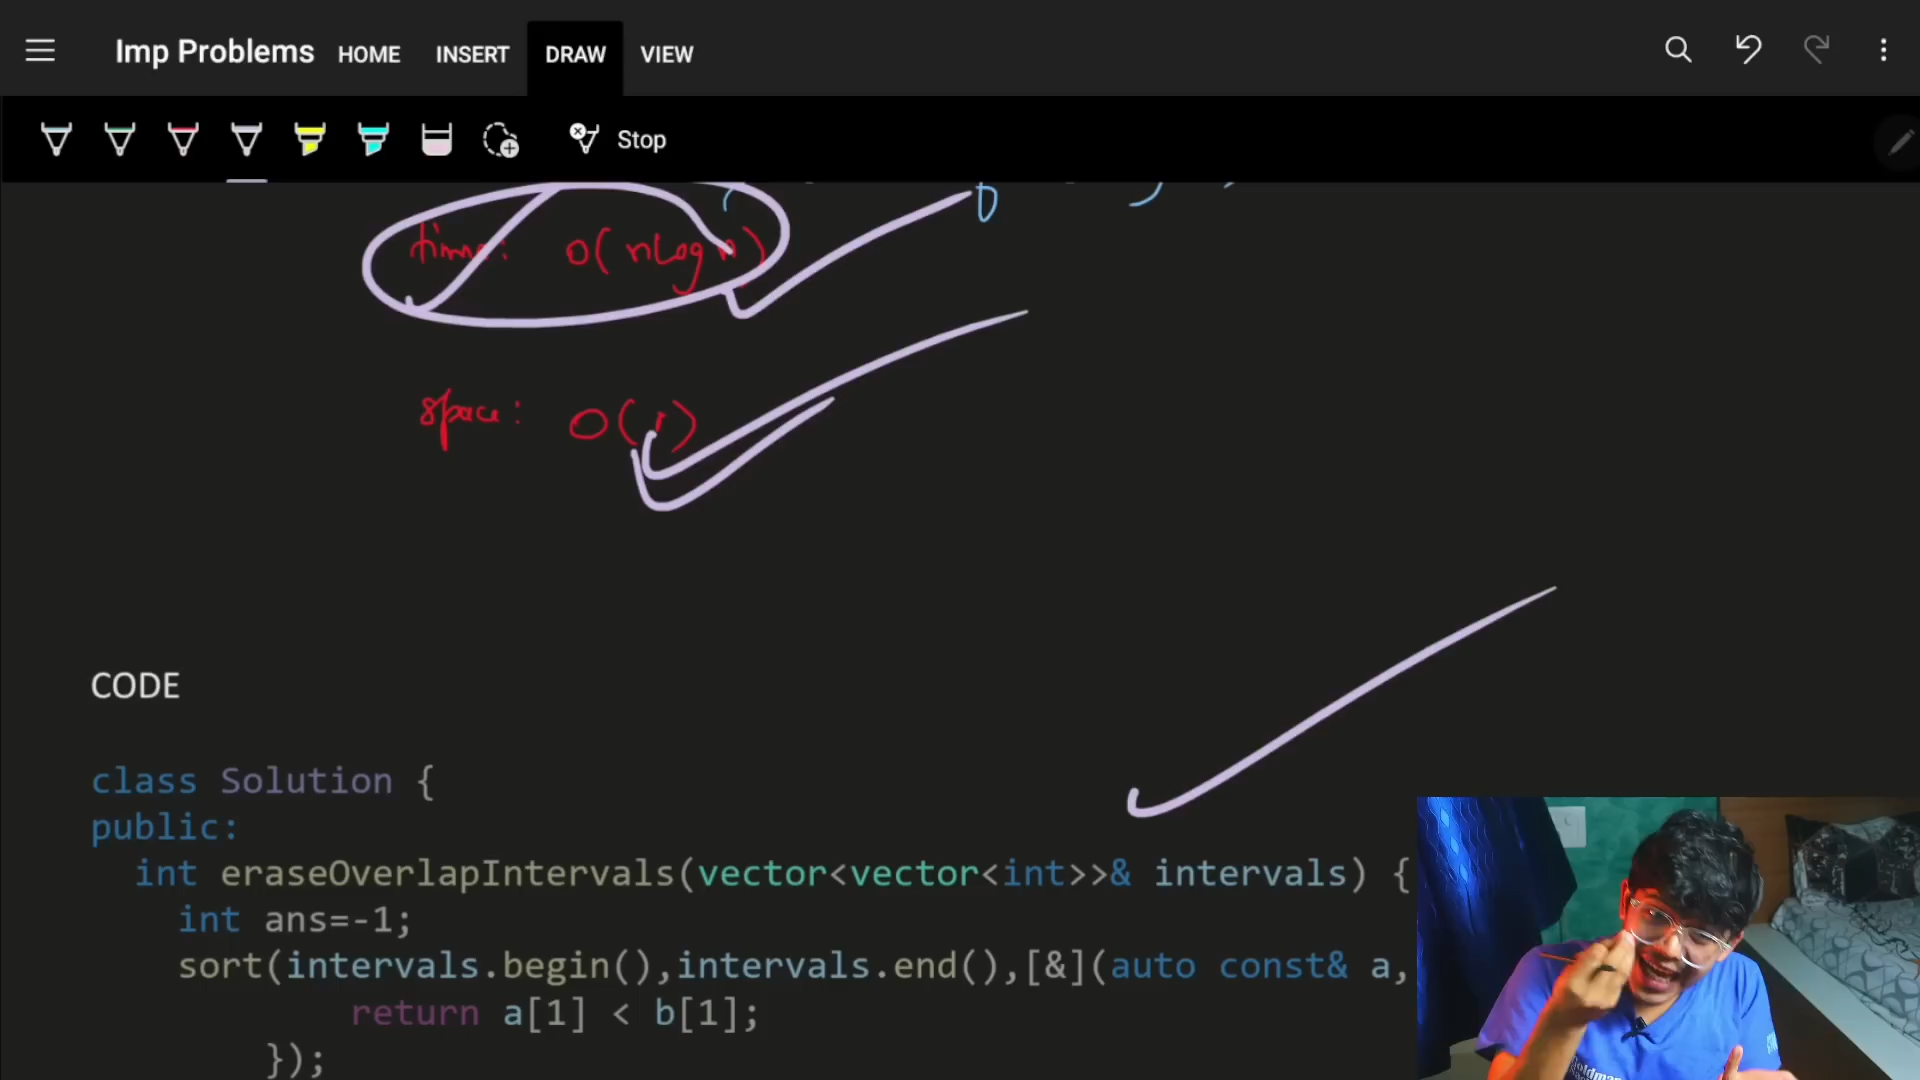 Imp Problems HOME INSERT DRAW VIEW
Stop
time: O(nLogn)
space: O(1)
CODE
class Solution {
public:
int eraseOverlapIntervals(vector<vector<int>>& intervals) {
int ans=-1;
sort(intervals.begin(),intervals.end(),[&](auto const& a,
return a[1] < b[1];
});